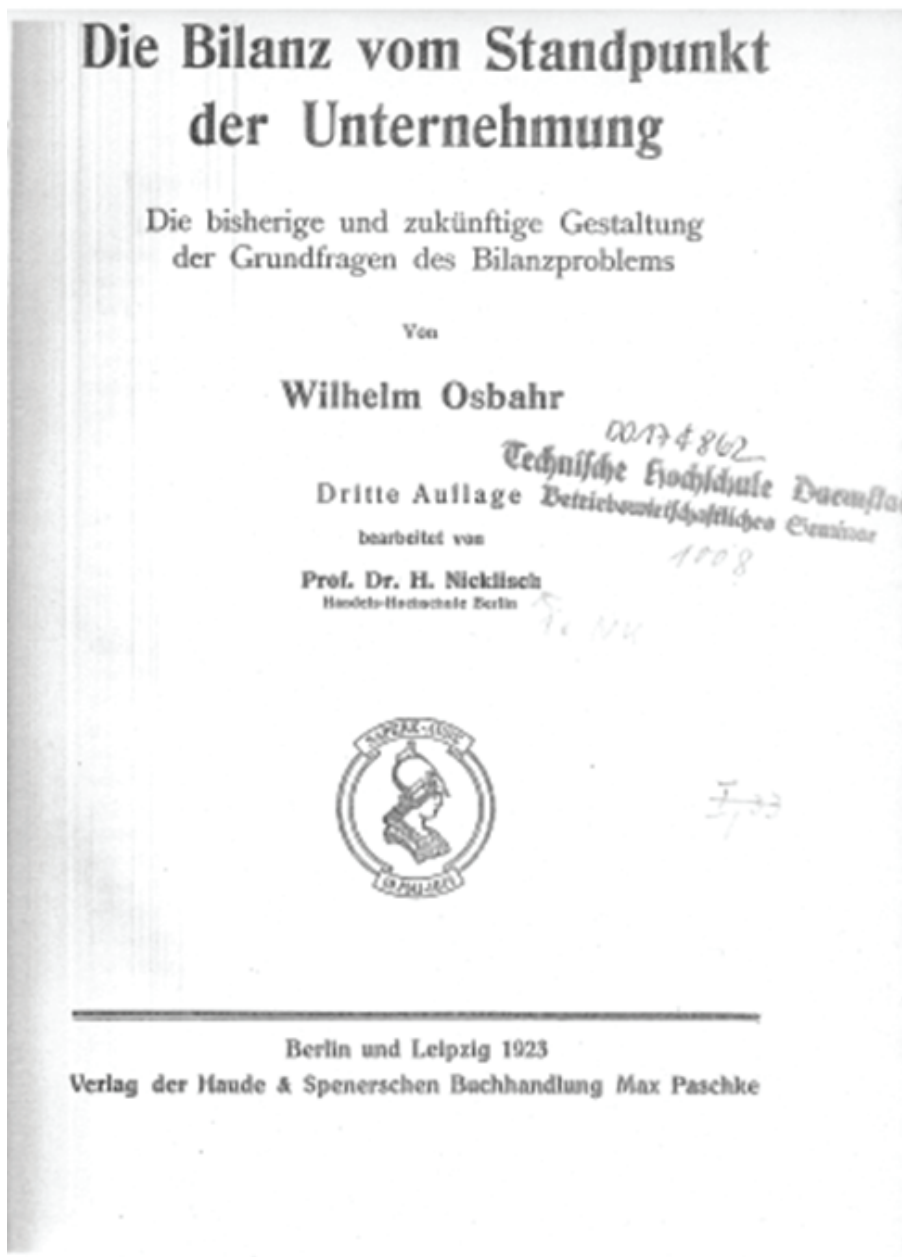 Die Bilanz vom Standpunkt
der Unternehmung
Die bisherige und zukünftige Gestaltung
der Grundfragen des Bilanzproblems
Von
Wilhelm Osbahr
Dritte Auflage
bearbeitet von
Prof. Dr. H. Nicklisch
Handels-Hochschule Berlin
Technische Hochschule
Betriebswirtschaftliches Seminar
1008
SAPERE
Berlin und Leipzig 1923
Verlag der Haude & Spenerschen Buchhandlung Max Paschke